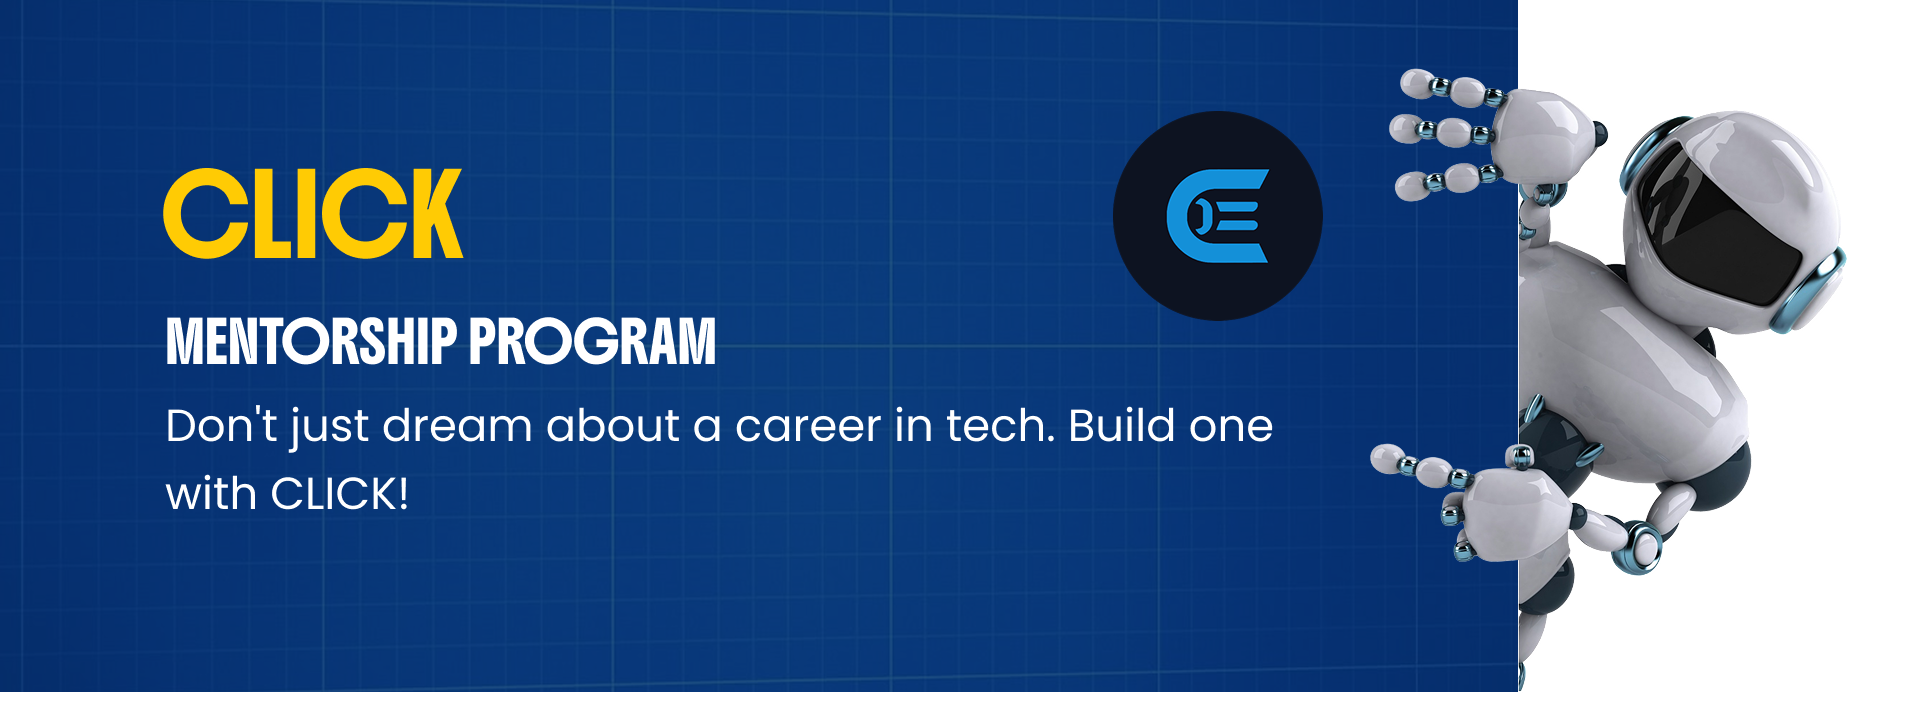 CLICK
MENTORSHIP PROGRAM
Don't just dream about a career in tech. Build one
with CLICK!